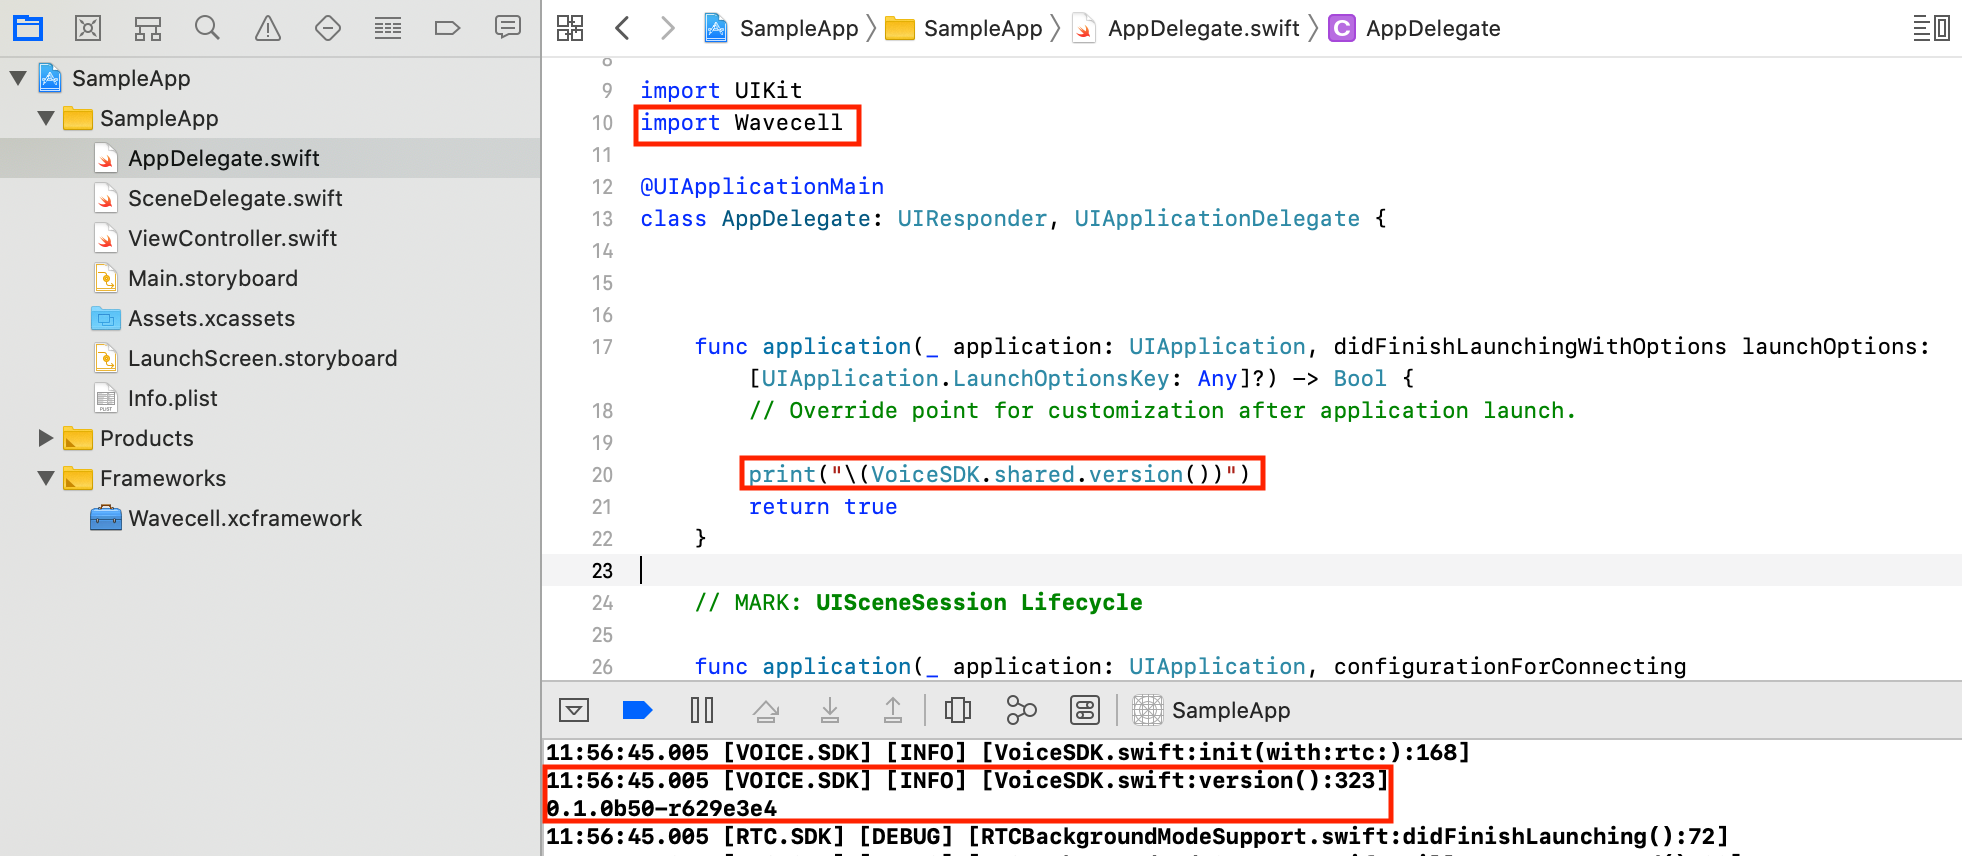 SampleApp
SampleApp
AppDelegate.swift
SceneDelegate.swift
ViewController.swift
Main.storyboard
Assets.xcassets
LaunchScreen.storyboard
Info.plist
Products
Frameworks
Wavecell.xcframework
SampleApp SampleApp AppDelegate.swift C AppDelegate
8
9 import UIKit
10 import Wavecell
11
12 @UIApplicationMain
13 class AppDelegate: UIResponder, UIApplicationDelegate {
14
15
16
17 func application(_ application: UIApplication, didFinishLaunchingWithOptions launchOptions:
[UIApplication.LaunchOptionsKey: Any]?) -> Bool {
18 // Override point for customization after application launch.
19
20 print("\(VoiceSDK.shared.version())")
21 return true
22 }
23
24 // MARK: UISceneSession Lifecycle
25
26 func application(_ application: UIApplication, configurationForConnecting
SampleApp
11:56:45.005 [VOICE.SDK] [INFO] [VoiceSDK.swift:init(with:rtc:):168]
11:56:45.005 [VOICE.SDK] [INFO] [VoiceSDK.swift:version():323]
0.1.0b50-r629e3e4
11:56:45.005 [RTC.SDK] [DEBUG] [RTCBackgroundModeSupport.swift:didFinishLaunching():72]